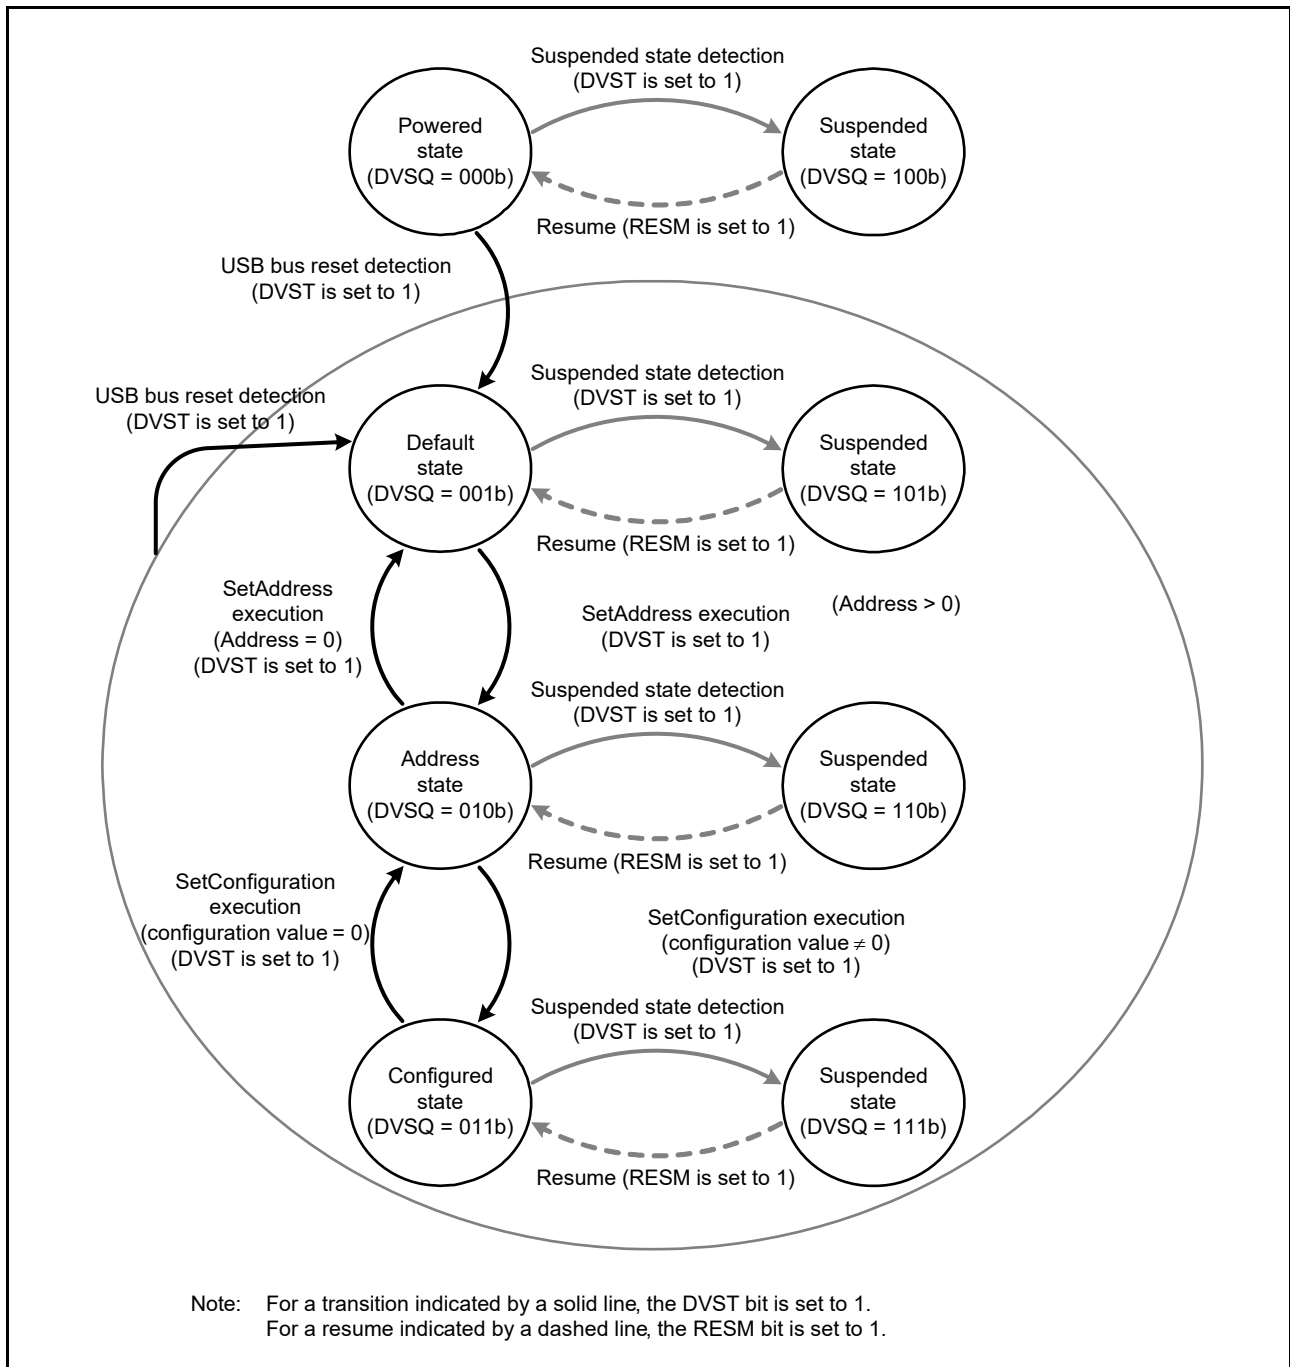 Suspended state detection
(DVST is set to 1)
Powered
state
(DVSQ = 000b)
Suspended
state
(DVSQ = 100b)
Resume (RESM is set to 1)
USB bus reset detection
(DVST is set to 1)
USB bus reset detection
(DVST is set to 1)
Suspended state detection
(DVST is set to 1)
Default
state
(DVSQ = 001b)
Suspended
state
(DVSQ = 101b)
Resume (RESM is set to 1)
SetAddress
execution
(Address = 0)
(DVST is set to 1)
SetAddress execution
(DVST is set to 1)
(Address > 0)
Suspended state detection
(DVST is set to 1)
Address
state
(DVSQ = 010b)
Suspended
state
(DVSQ = 110b)
Resume (RESM is set to 1)
SetConfiguration
execution
(configuration value = 0)
(DVST is set to 1)
SetConfiguration execution
(configuration value ≠ 0)
(DVST is set to 1)
Suspended state detection
(DVST is set to 1)
Configured
state
(DVSQ = 011b)
Suspended
state
(DVSQ = 111b)
Resume (RESM is set to 1)
Note: For a transition indicated by a solid line, the DVST bit is set to 1.
For a resume indicated by a dashed line, the RESM bit is set to 1.